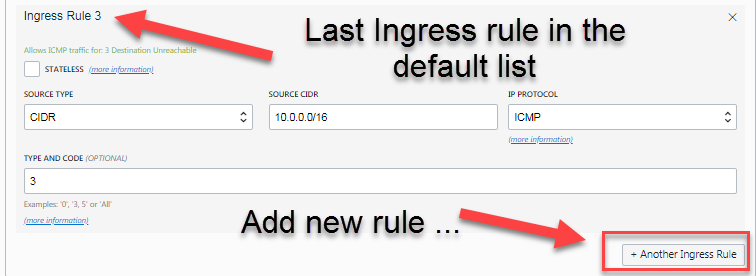 Ingress Rule 3
Last Ingress rule in the
default list
Allows ICMP traffic for: 3 Destination Unreachable
STATELESS (more information)
SOURCE TYPE
SOURCE CIDR
IP PROTOCOL
CIDR
10.0.0.0/16
ICMP
(more information)
TYPE AND CODE (OPTIONAL)
3
Examples: '0', '3, 5' or 'All'
(more information)
Add new rule ...
+ Another Ingress Rule